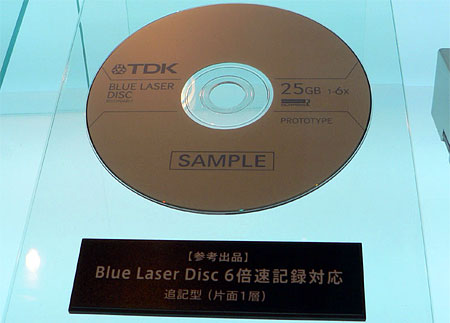 TDK
BLUE LASER
DISC
25GB 1-6x
PROTOTYPE
SAMPLE
【参考出品】
Blue Laser Disc 6倍速記録対応
追記型（片面1層）